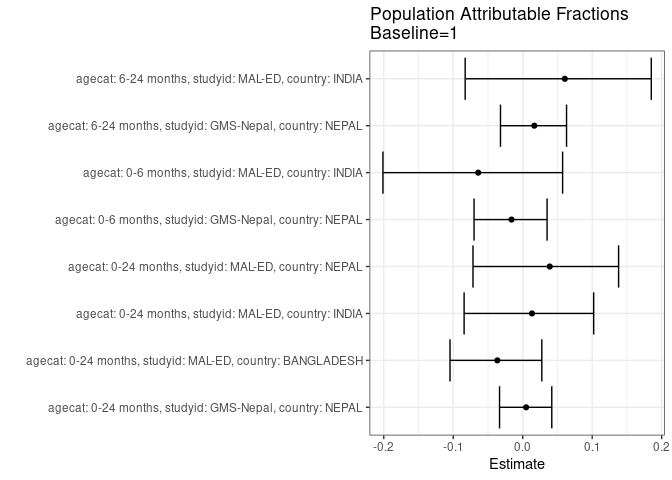 Population Attributable Fractions
Baseline=1
agecat: 6-24 months, studyid: MAL-ED, country: INDIA
agecat: 6-24 months, studyid: GMS-Nepal, country: NEPAL
agecat: 0-6 months, studyid: MAL-ED, country: INDIA
agecat: 0-6 months, studyid: GMS-Nepal, country: NEPAL
agecat: 0-24 months, studyid: MAL-ED, country: NEPAL
agecat: 0-24 months, studyid: MAL-ED, country: INDIA
agecat: 0-24 months, studyid: MAL-ED, country: BANGLADESH
agecat: 0-24 months, studyid: GMS-Nepal, country: NEPAL
-0.2 -0.1 0.0 0.1 0.2
Estimate